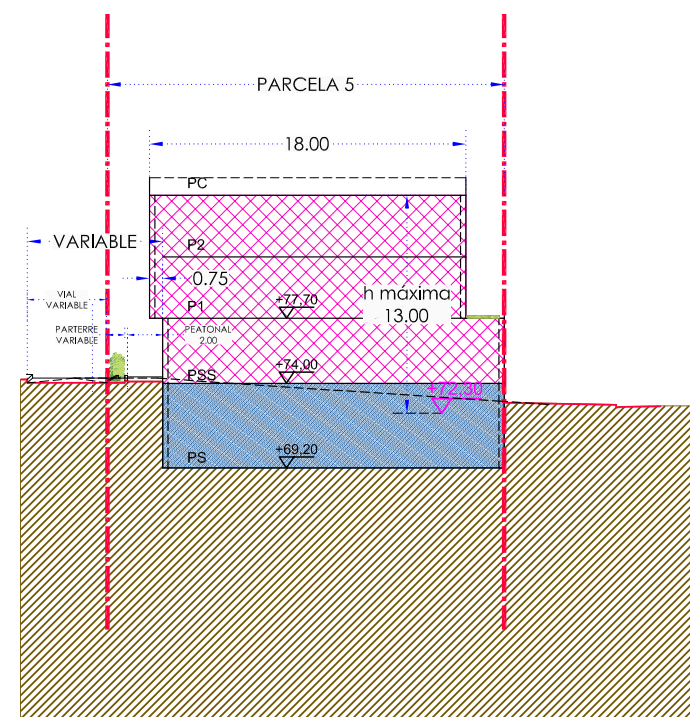 PARCELA 5
18.00
PC
VARIABLE
P2
0.75
VIAL
VARIABLE
h máxima
13.00
P1
+77,70
PARTERRE
VARIABLE
PEATONAL
2.00
PSS
+74,00
+72,30
PS
+69,20